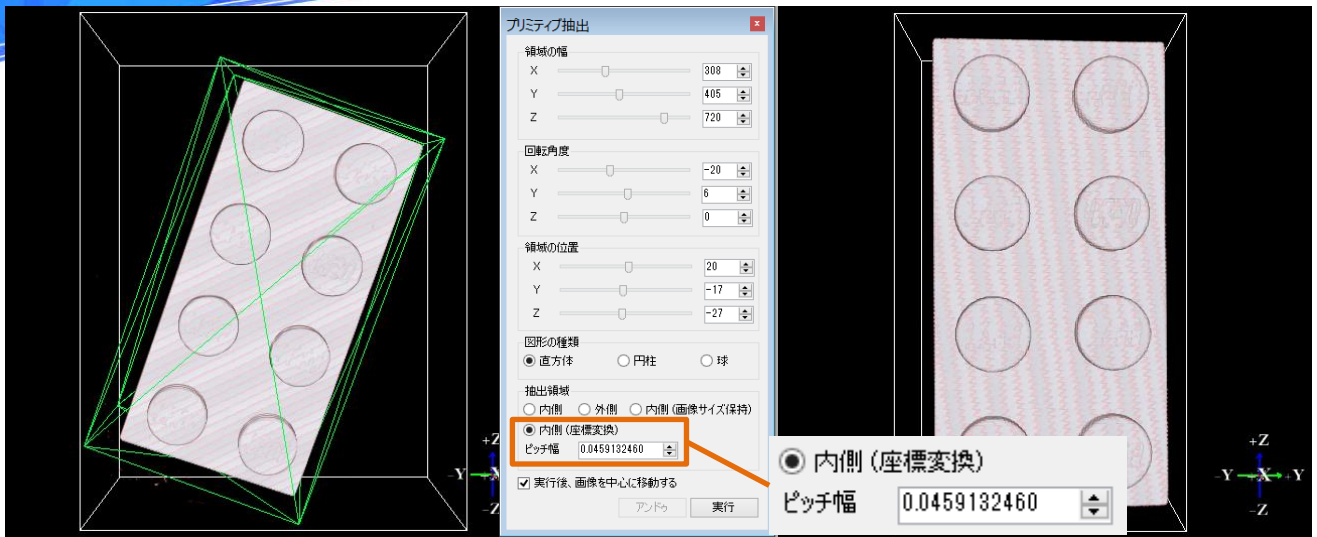 プリミティブ抽出
x
領域の幅
X 308
Y 405
Z 720
回転角度
X -20
Y 6
Z 0
領域の位置
X 20
Y -17
Z -27
図形の種類
直方体 円柱 球
抽出領域
内側 外側 内側 (画像サイズ保持)
内側 (座標変換)
ピッチ幅 0.0459132460
実行後、画像を中心に移動する
アンドゥ 実行
+Z
-Y X
-Z
内側 (座標変換)
ピッチ幅 0.0459132460
+Z
-Y X +Y
-Z